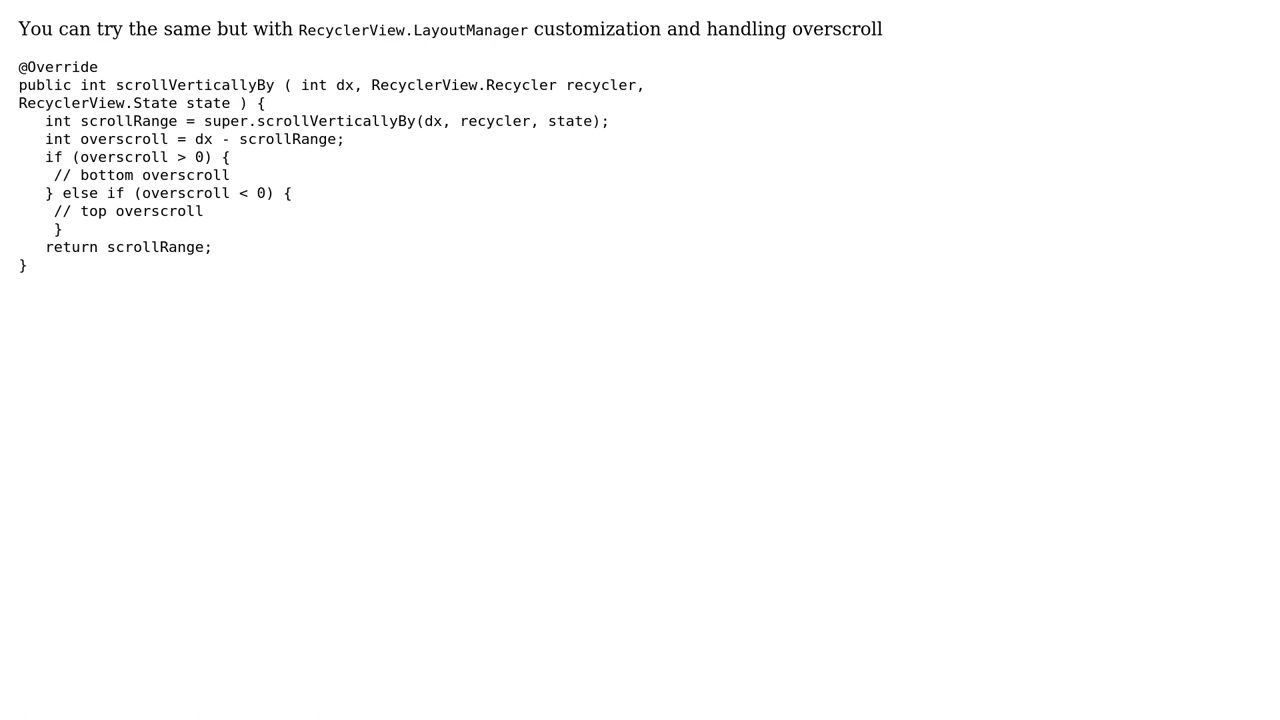 You can try the same but with RecyclerView.LayoutManager customization and handling overscroll
@Override
public int scrollVerticallyBy ( int dx, RecyclerView.Recycler recycler,
RecyclerView.State state ) {
   int scrollRange = super.scrollVerticallyBy(dx, recycler, state);
   int overscroll = dx - scrollRange;
   if (overscroll > 0) {
    // bottom overscroll
   } else if (overscroll < 0) {
    // top overscroll
    }
   return scrollRange;
}